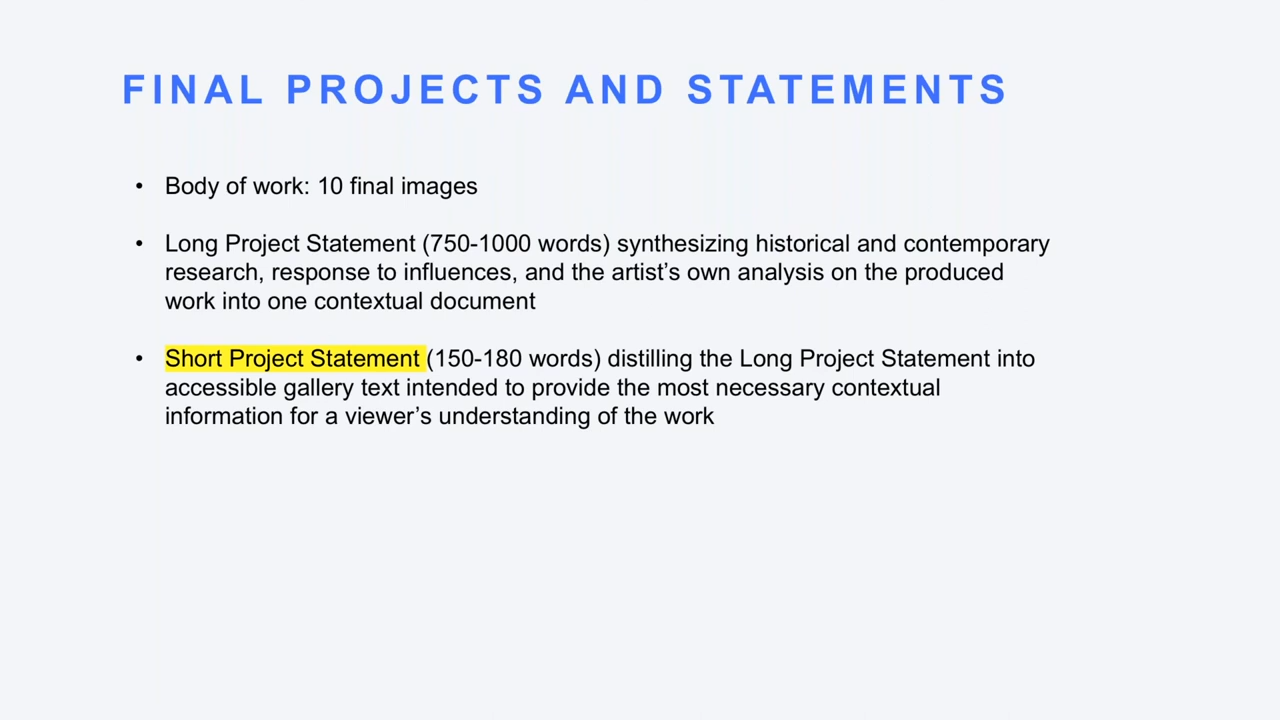 FINAL PROJECTS AND STATEMENTS
• Body of work: 10 final images
• Long Project Statement (750-1000 words) synthesizing historical and contemporary
research, response to influences, and the artist’s own analysis on the produced
work into one contextual document
• Short Project Statement (150-180 words) distilling the Long Project Statement into
accessible gallery text intended to provide the most necessary contextual
information for a viewer’s understanding of the work